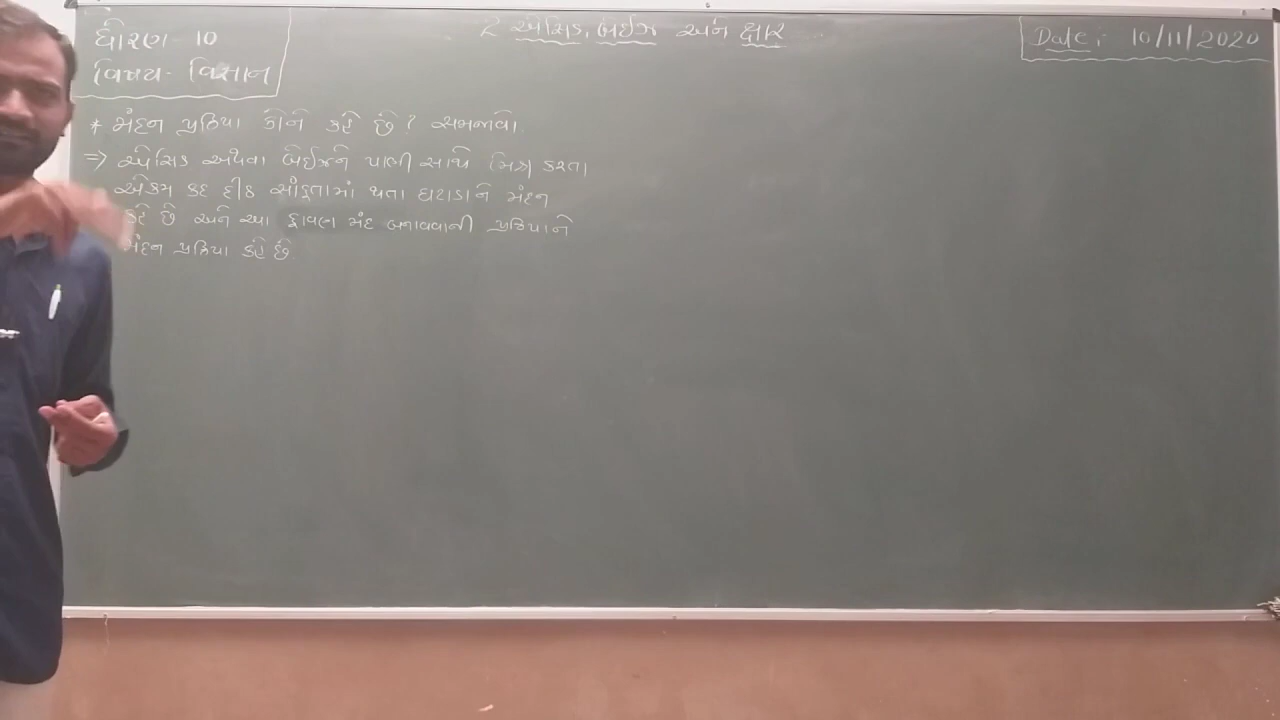 ધોરણ - 10
વિષય - વિજ્ઞાન
2 એસિડ, બેઈઝ અને ક્ષાર
Date:- 10/11/2020
* મંદન પ્રક્રિયા કોને કહે છે? સમજાવો.
⇒ એસિડ અથવા બેઈઝને પાણી સાથે મિશ્ર કરતા
એકમ કદ દીઠ સાંદ્રતામાં થતા ઘટાડાને મંદન
કહે છે અને આ દ્રાવણ મંદ બનાવવાની પ્રક્રિયાને
મંદન પ્રક્રિયા કહે છે